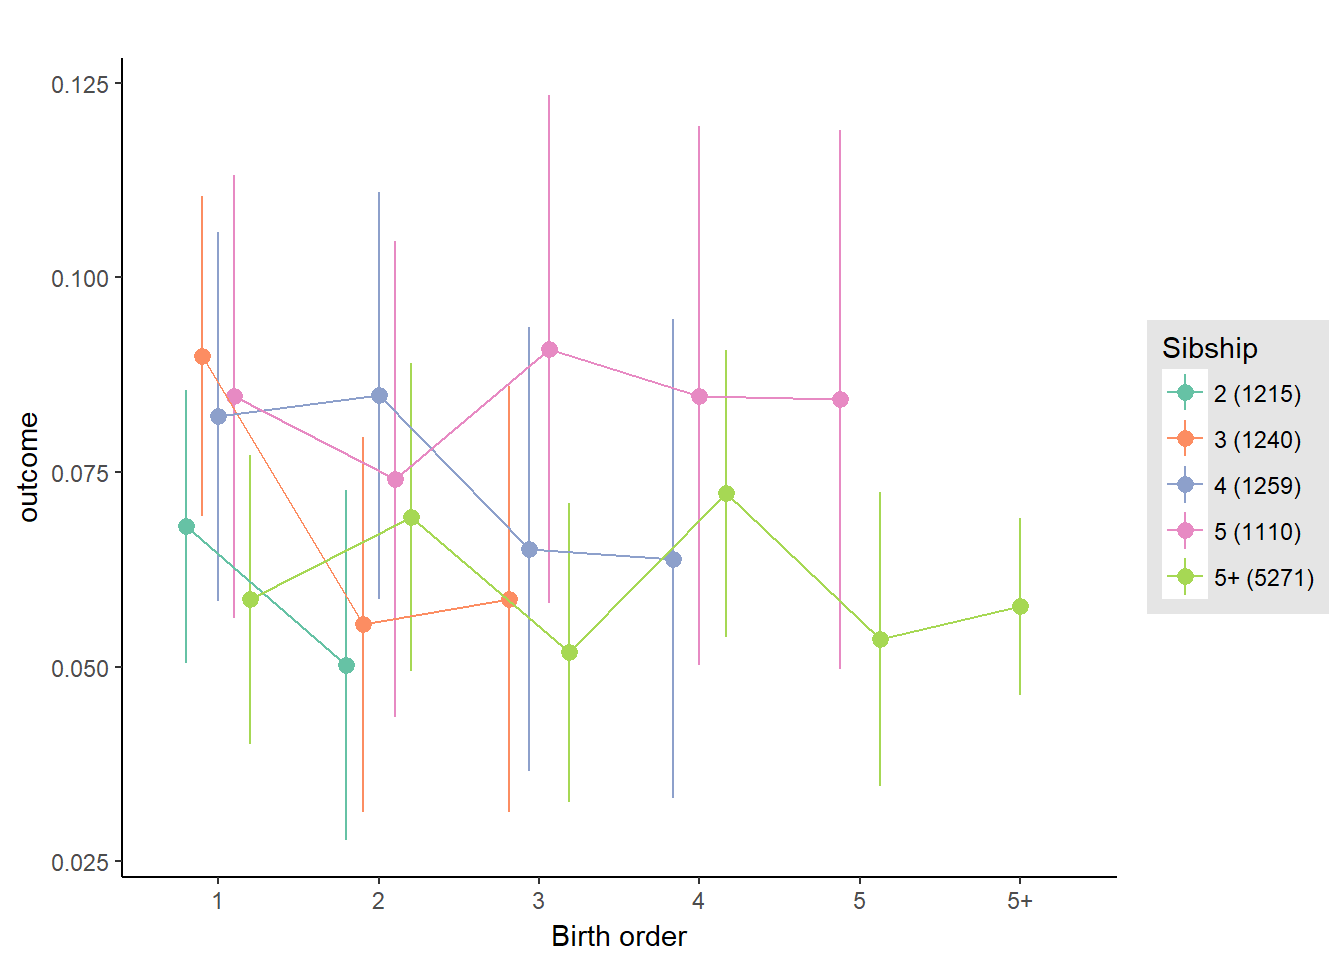 0.125
0.100
0.075
0.050
0.025
outcome
1 2 3 4 5 5+
Birth order
Sibship
2 (1215)
3 (1240)
4 (1259)
5 (1110)
5+ (5271)